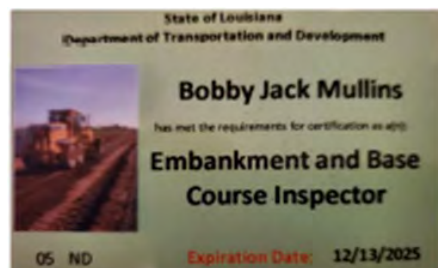 State of Louisiana
Department of Transportation and Development
Bobby Jack Mullins
has met the requirements for certification as a(n):
Embankment and Base
Course Inspector
05 ND
Expiration Date: 12/13/2025